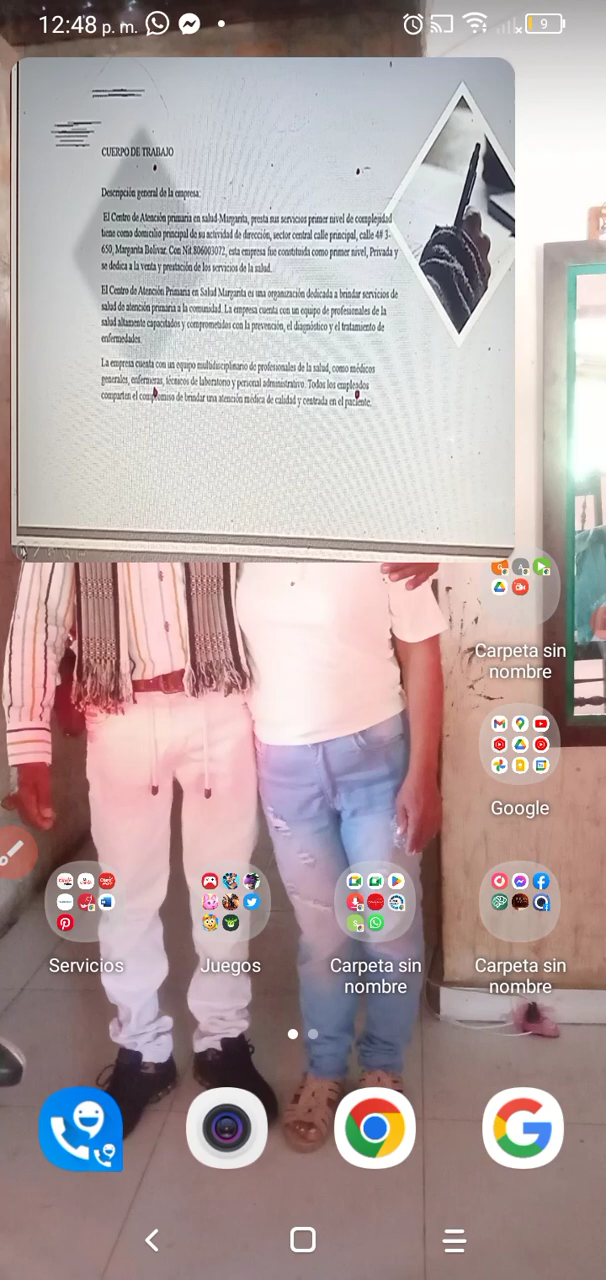 12:48 p. m.
9
CUERPO DE TRABAJO
Descripción general de la empresa:
El Centro de Atención primaria en salud-Margarita, presta sus servicios primer nivel de complejidad
tiene como domicilio principal de su actividad de dirección, sector central calle principal, calle 4# 3-
650, Margarita Bolívar. Con Nit.806003072, esta empresa fue constituida como primer nivel, Privada y
se dedica a la venta y prestación de los servicios de la salud.
El Centro de Atención Primaria en Salud Margarita es una organización dedicada a brindar servicios de
salud de atención primaria a la comunidad. La empresa cuenta con un equipo de profesionales de la
salud altamente capacitados y comprometidos con la prevención, el diagnóstico y el tratamiento de
enfermedades.
La empresa cuenta con un equipo multidisciplinario de profesionales de la salud, como médicos
generales, enfermeras, técnicos de laboratorio y personal administrativo. Todos los empleados
comparten el compromiso de brindar una atención médica de calidad y centrada en el paciente.
Carpeta sin
nombre
Google
Servicios
Juegos
Carpeta sin
nombre
Carpeta sin
nombre